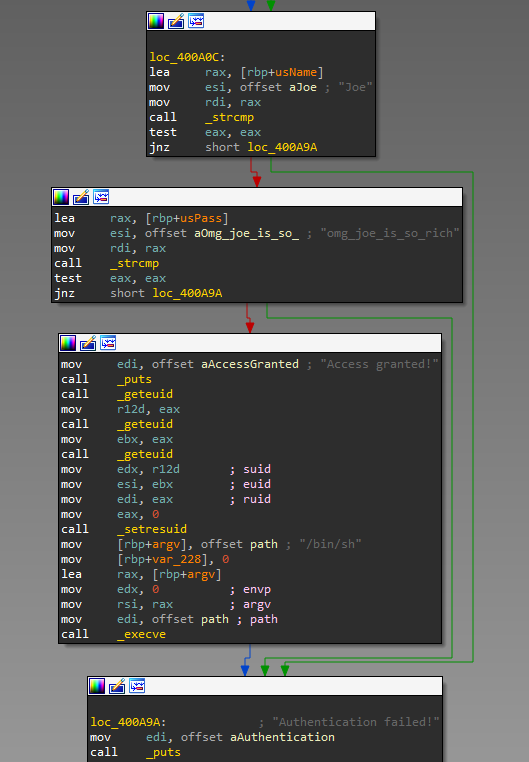 loc_400A0C:
lea rax, [rbp+usName]
mov esi, offset aJoe ; "Joe"
mov rdi, rax
call _strcmp
test eax, eax
jnz short loc_400A9A
lea rax, [rbp+usPass]
mov esi, offset aOmg_joe_is_so_ ; "omg_joe_is_so_rich"
mov rdi, rax
call _strcmp
test eax, eax
jnz short loc_400A9A
mov edi, offset aAccessGranted ; "Access granted!"
call _puts
call _geteuid
mov r12d, eax
call _geteuid
mov ebx, eax
call _geteuid
mov edx, r12d ; suid
mov esi, ebx ; euid
mov edi, eax ; ruid
mov eax, 0
call _setresuid
mov [rbp+argv], offset path ; "/bin/sh"
mov [rbp+var_228], 0
lea rax, [rbp+argv]
mov edx, 0 ; envp
mov rsi, rax ; argv
mov edi, offset path ; path
call _execve
loc_400A9A: ; "Authentication failed!"
mov edi, offset aAuthentication
call _puts